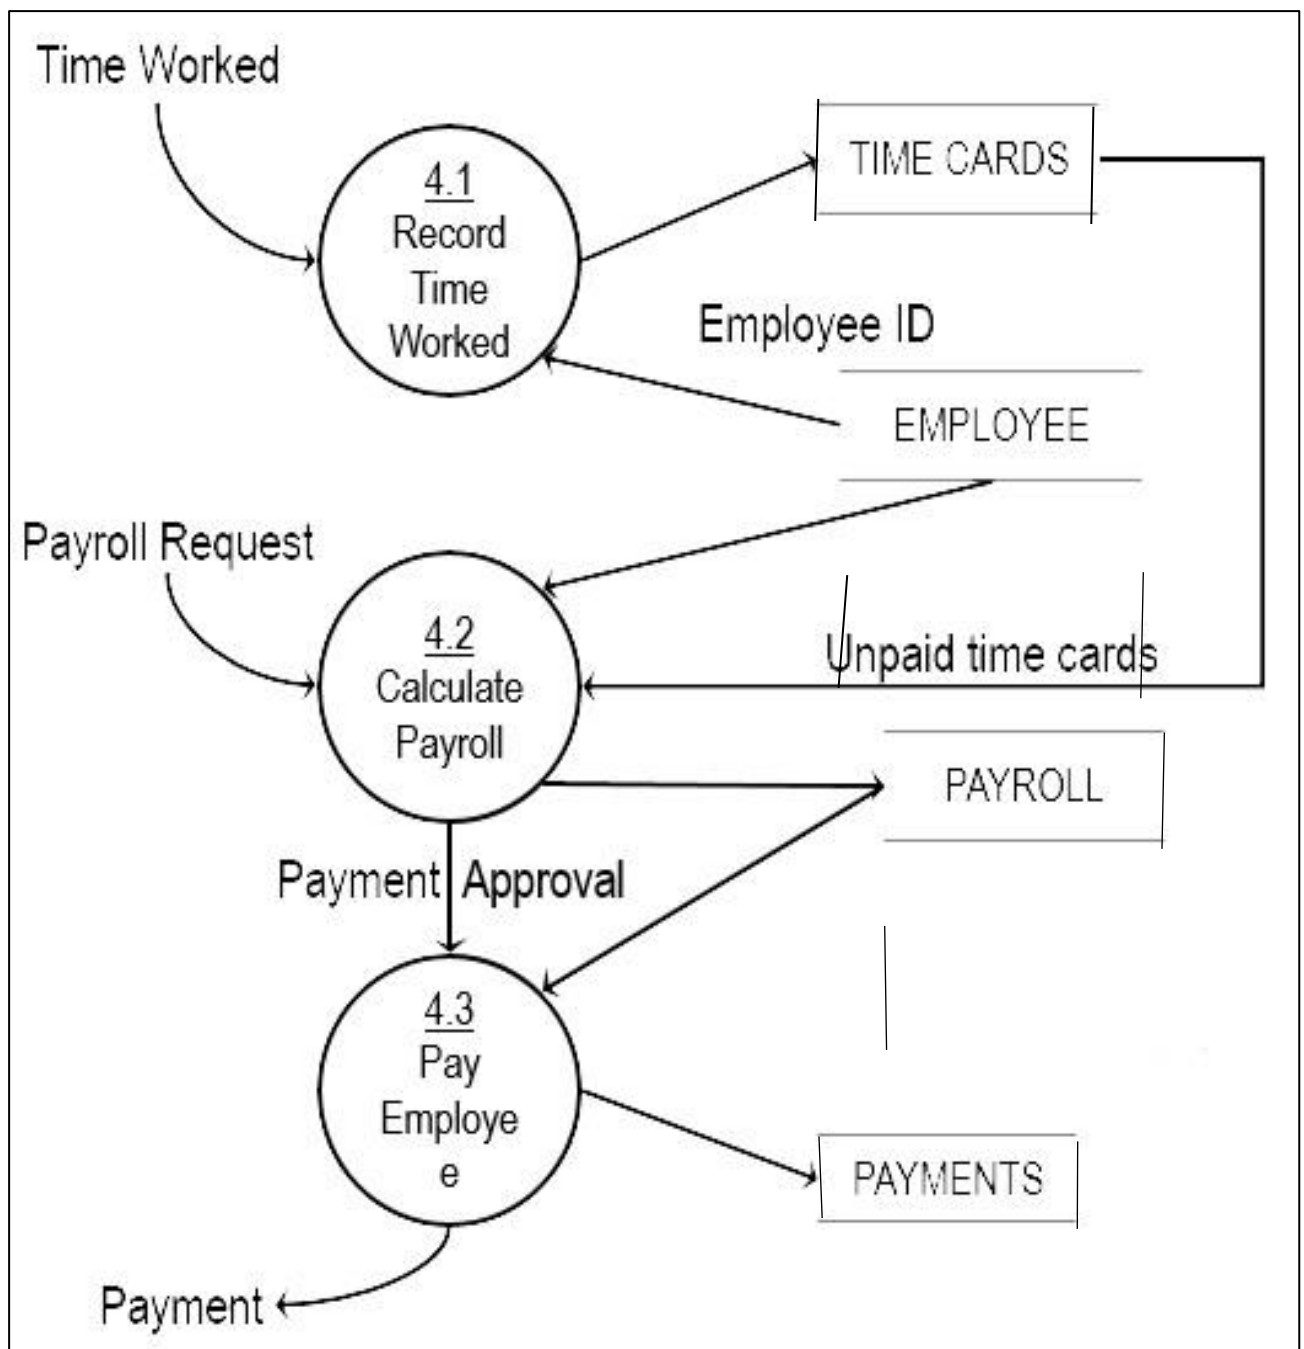 Time Worked
4.1
Record
Time
Worked
TIME CARDS
Employee ID
EMPLOYEE
Payroll Request
4.2
Calculate
Payroll
Unpaid time cards
PAYROLL
Payment Approval
4.3
Pay
Employe
e
PAYMENTS
Payment